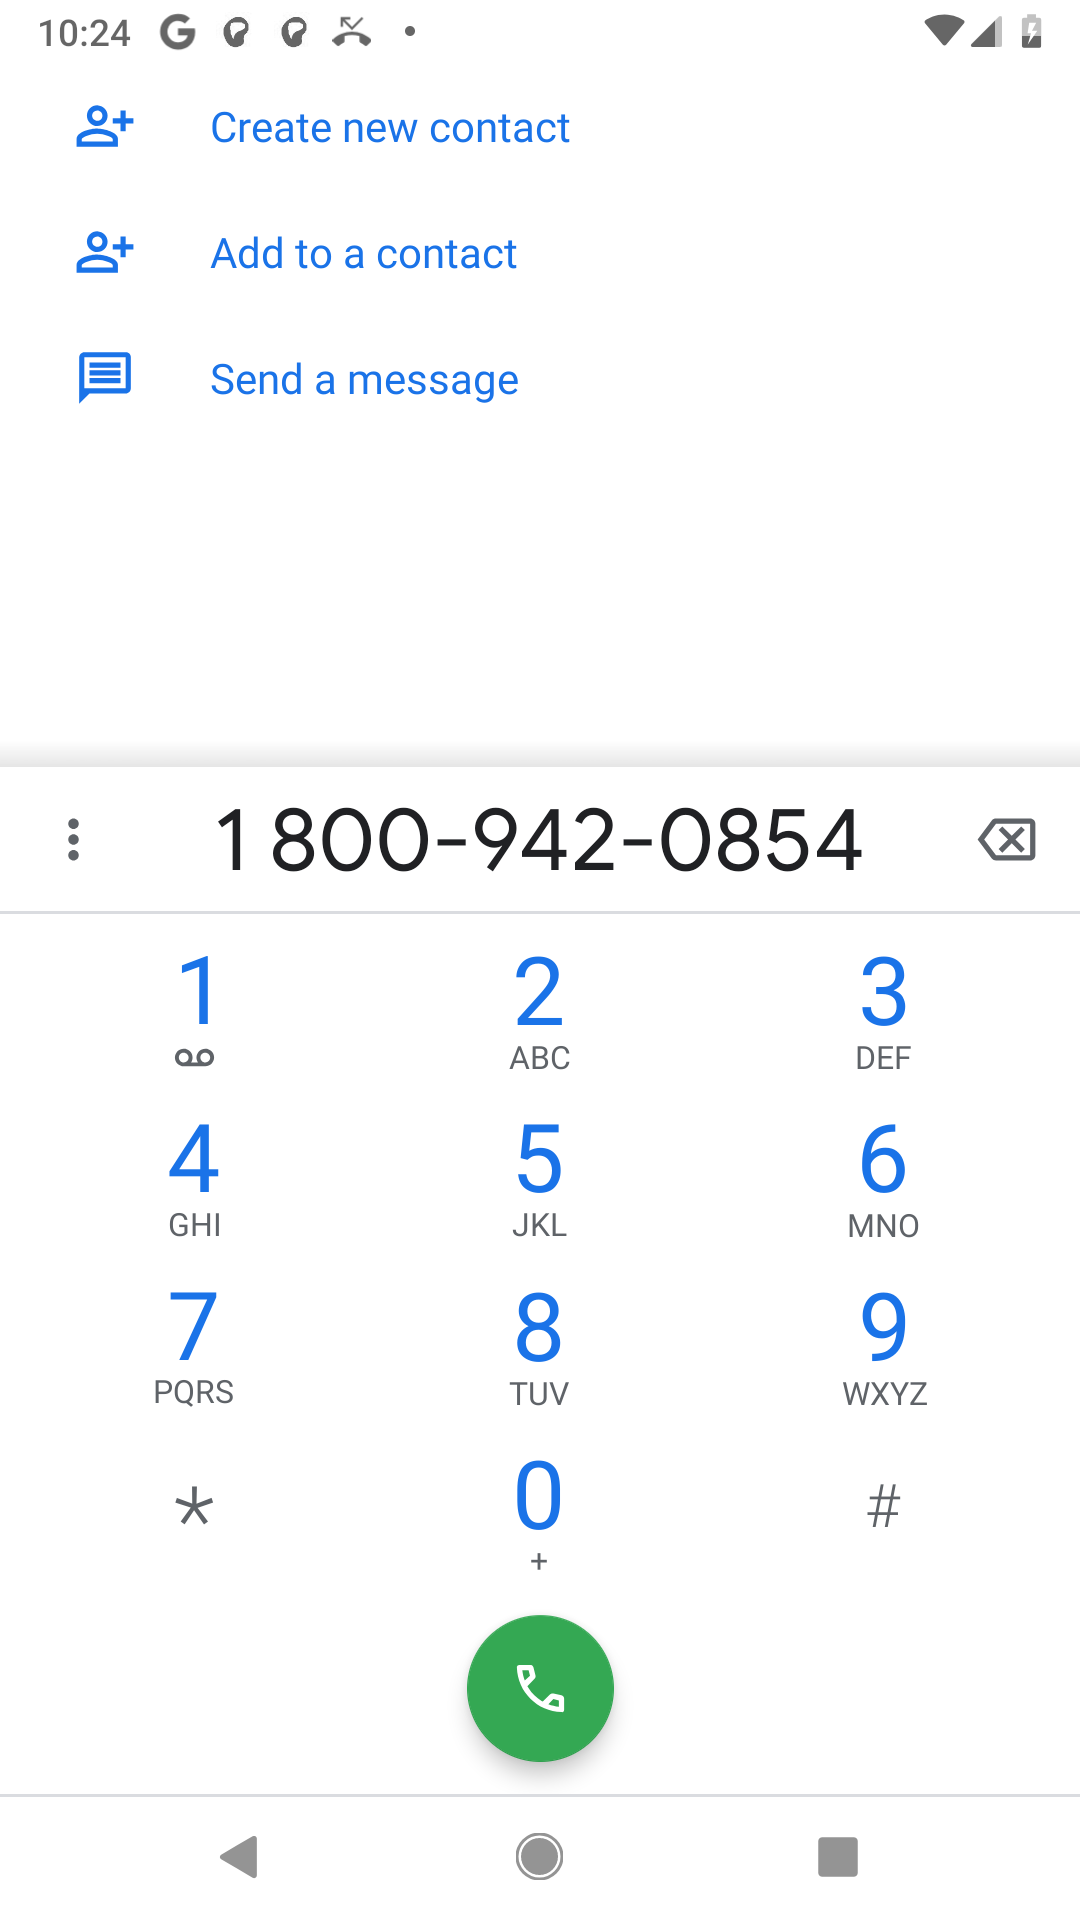 10:24
Create new contact
Add to a contact
Send a message
1 800-942-0854
1 2 3
ABC DEF
4 5 6
GHI JKL MNO
7 8 9
PQRS TUV WXYZ
* 0 #
+